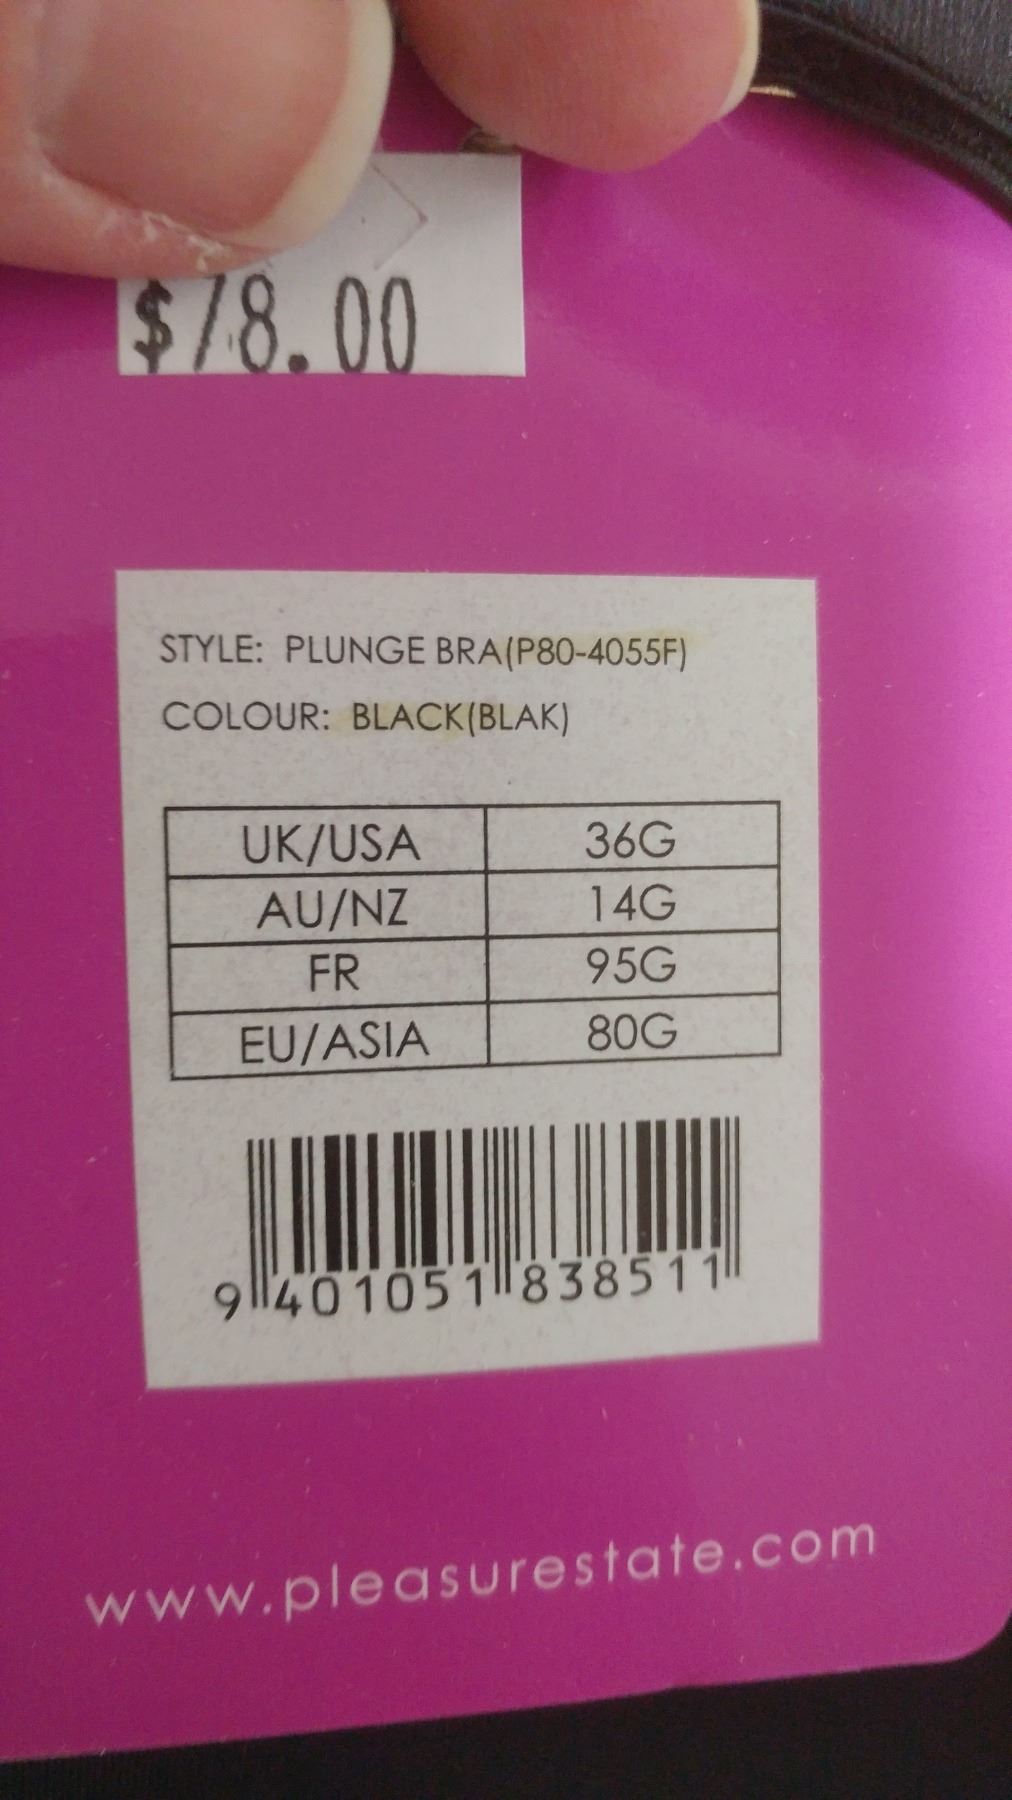 $78.00
STYLE: PLUNGE BRA(P80-4055F)
COLOUR: BLACK(BLAK)
UK/USA 36G
AU/NZ 14G
FR 95G
EU/ASIA 80G
9 401051 838511
www.pleasurestate.com